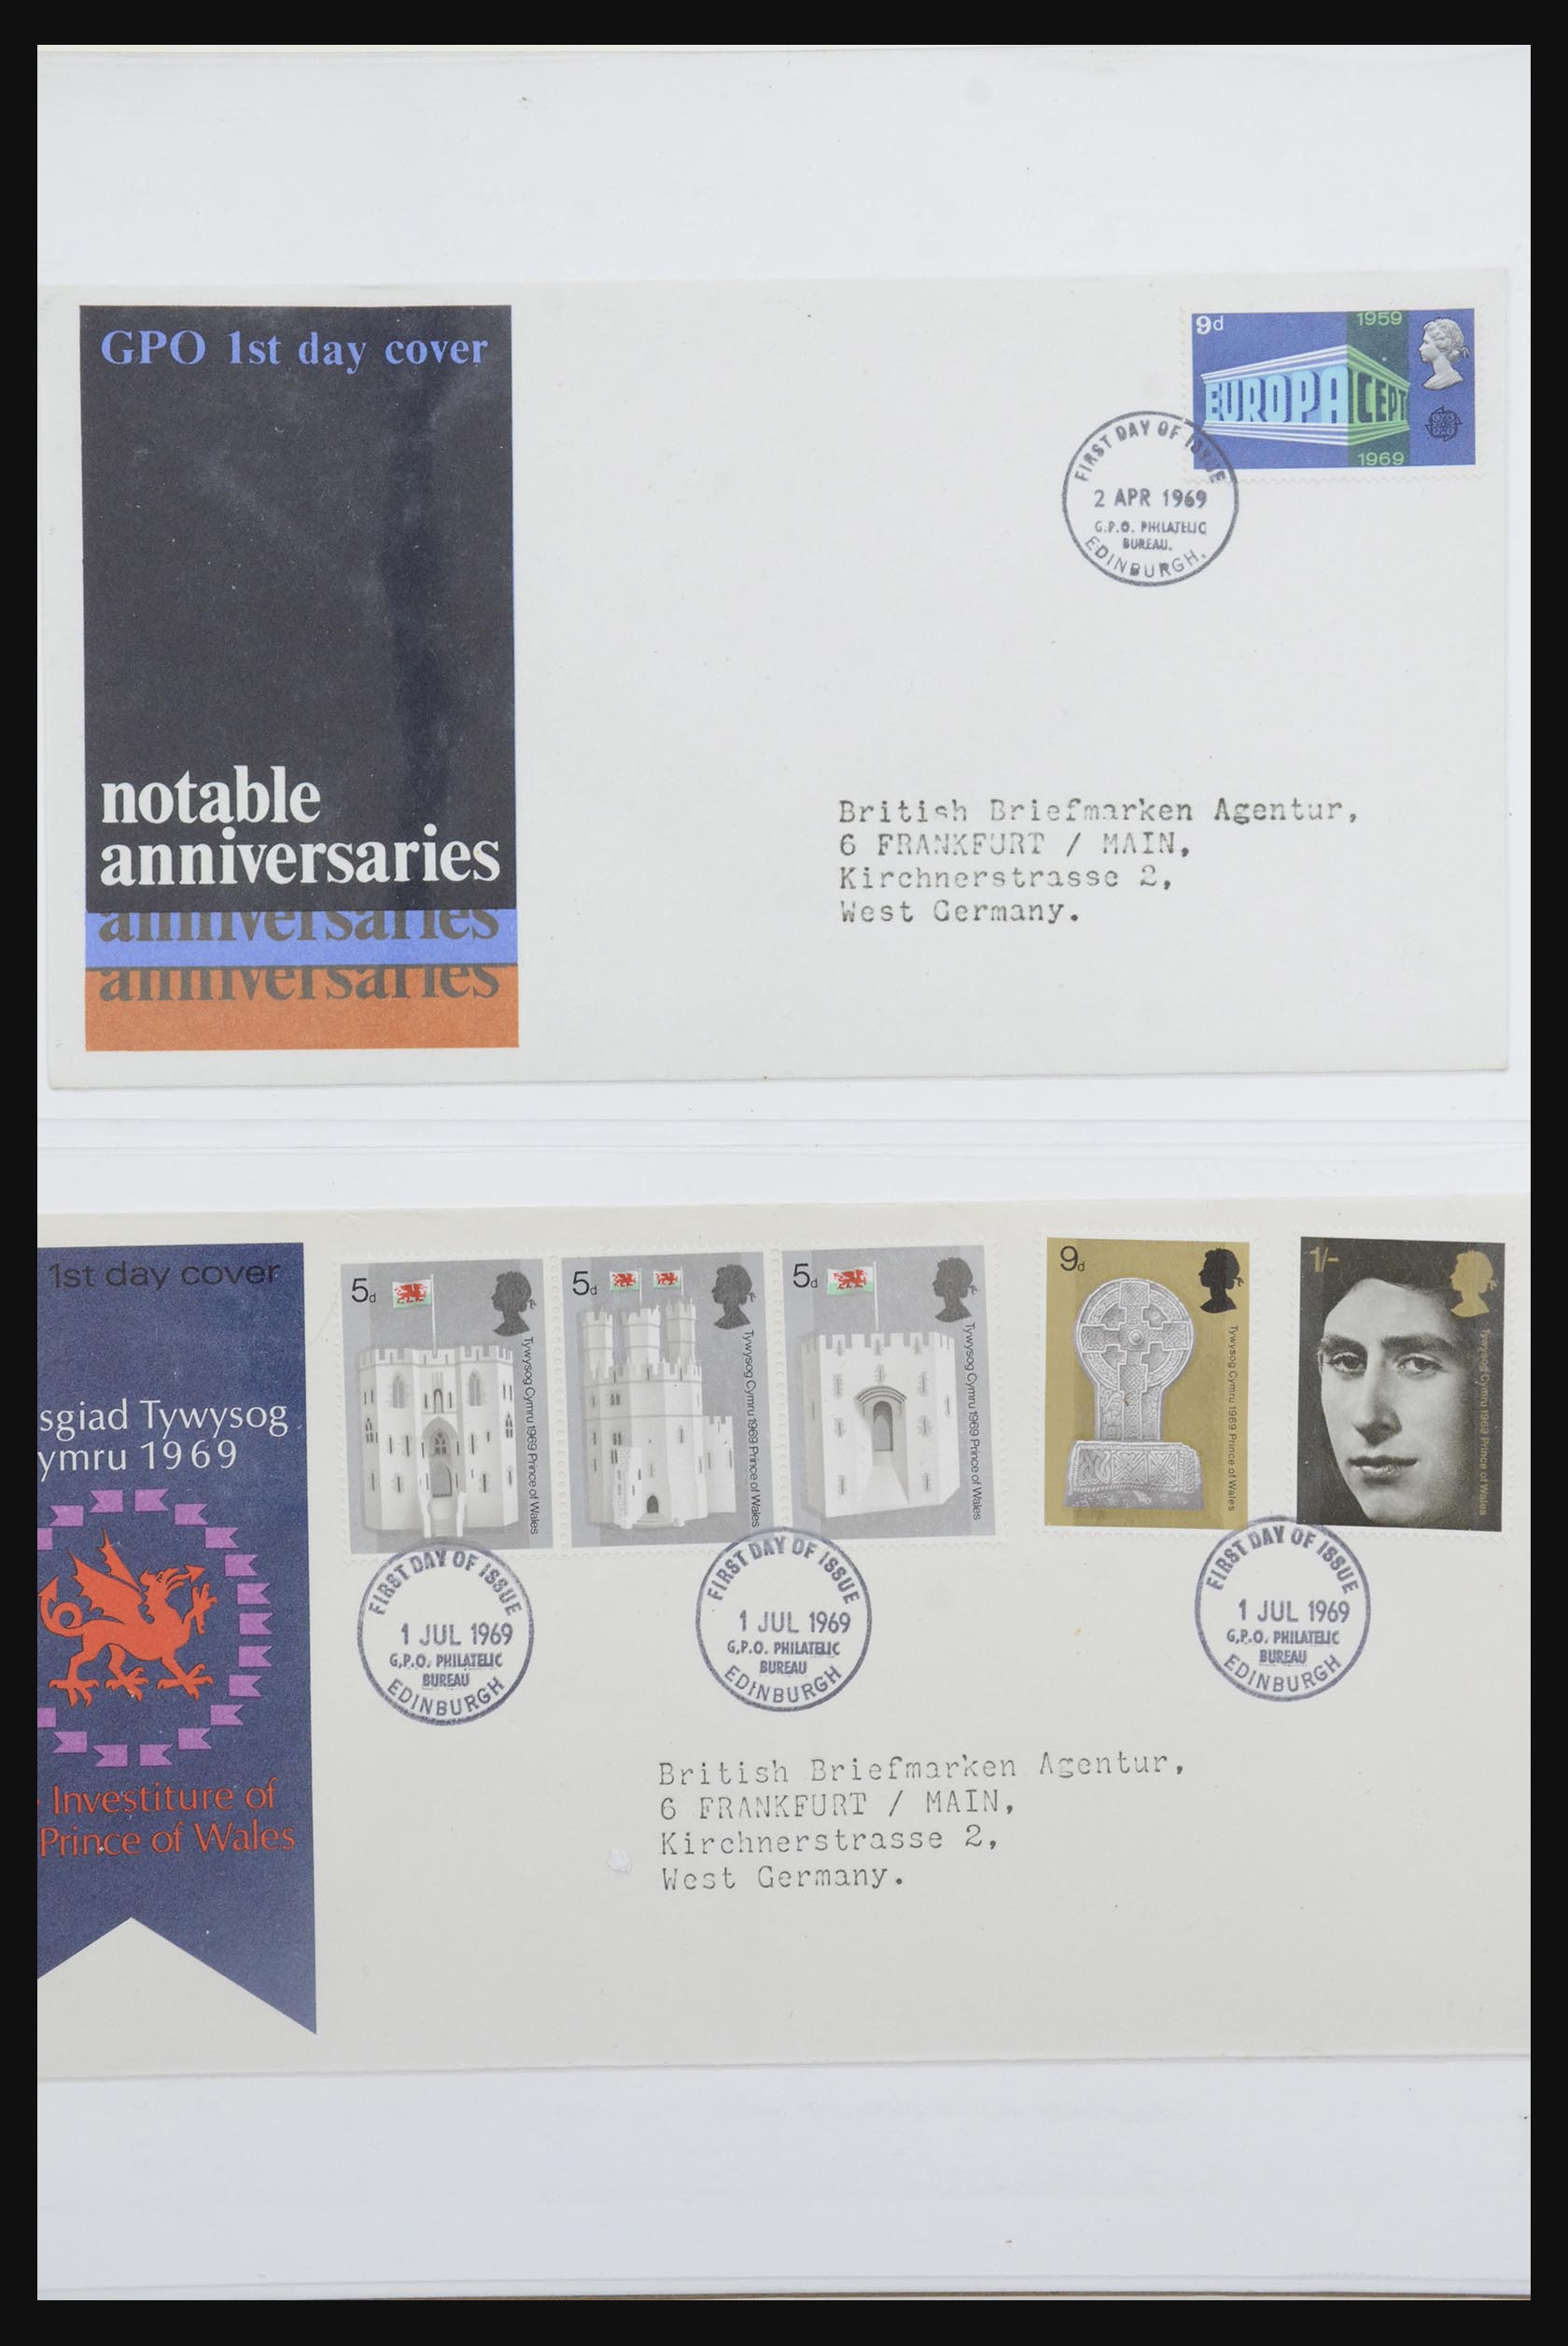 GPO 1st day cover
notable
anniversaries
anniversaries
anniversaries
9d
1959
EUROPA CEPT
1969
FIRST DAY OF ISSUE
2 APR 1969
G.P.O. PHILATELIC
BUREAU.
EDINBURGH.
British Briefmarken Agentur,
6 FRANKFURT / MAIN,
Kirchnerstrasse 2,
West Germany.
1st day cover
sgiad Tywysog
ymru 1969
Investiture of
Prince of Wales
5d
Tywysog Cymru 1969 Prince of Wales
5d
Tywysog Cymru 1969 Prince of Wales
5d
Tywysog Cymru 1969 Prince of Wales
9d
Tywysog Cymru 1969 Prince of Wales
1/-
Tywysog Cymru 1969 Prince of Wales
FIRST DAY OF ISSUE
1 JUL 1969
G.P.O. PHILATELIC
BUREAU
EDINBURGH
FIRST DAY OF ISSUE
1 JUL 1969
G.P.O. PHILATELIC
BUREAU
EDINBURGH
FIRST DAY OF ISSUE
1 JUL 1969
G.P.O. PHILATELIC
BUREAU
EDINBURGH
British Briefmarken Agentur,
6 FRANKFURT / MAIN,
Kirchnerstrasse 2,
West Germany.